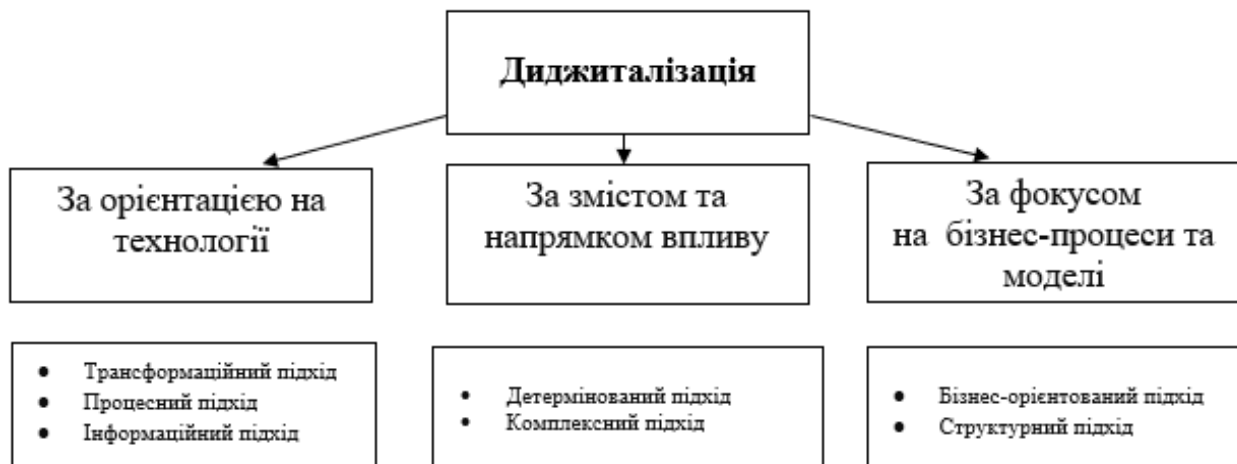 Диджиталізація
За орієнтацією на
технології
За змістом та
напрямком впливу
За фокусом
на бізнес-процеси та
моделі
● Трансформаційний підхід
● Процесний підхід
● Інформаційний підхід
• Детермінований підхід
• Комплексний підхід
● Бізнес-орієнтований підхід
● Структурний підхід